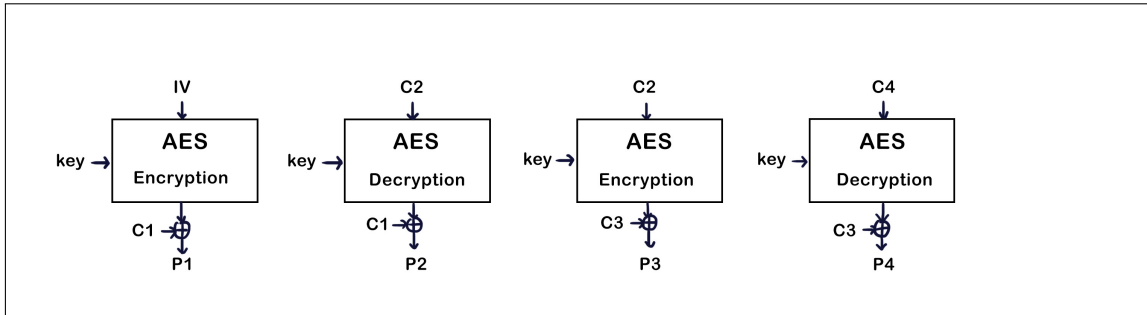 IV
C2
C2
C4
AES
AES
AES
AES
key
key
key
key
Encryption
Decryption
Encryption
Decryption
C1
C1
C3
C3
P1
P2
P3
P4